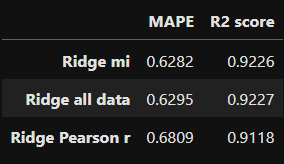 MAPE R2 score
Ridge mi 0.6282 0.9226
Ridge all data 0.6295 0.9227
Ridge Pearson r 0.6809 0.9118